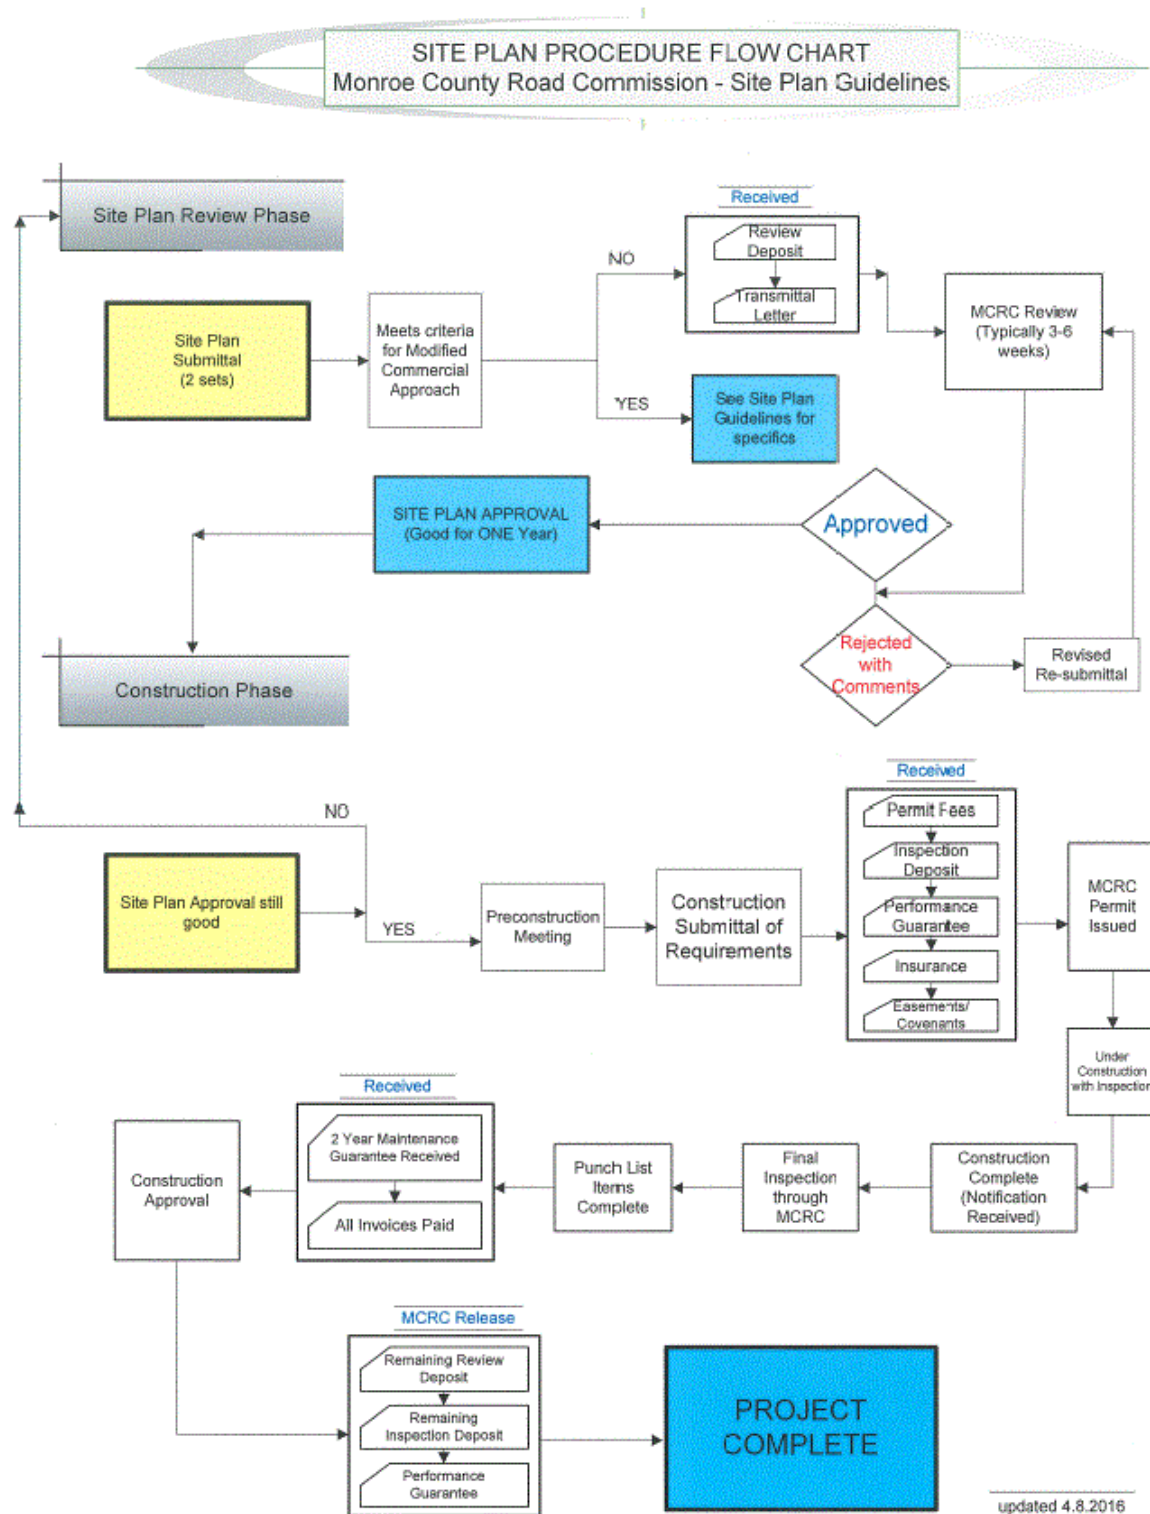 SITE PLAN PROCEDURE FLOW CHART
Monroe County Road Commission - Site Plan Guidelines
Site Plan Review Phase
Received
Review
Deposit
Transmittal
Letter
NO
MCRC Review
(Typically 3-6
weeks)
Site Plan
Submittal
(2 sets)
Meets criteria
for Modified
Commercial
Approach
YES
See Site Plan
Guidelines for
specifics
SITE PLAN APPROVAL
(Good for ONE Year)
Approved
Rejected
with
Comments
Revised
Re-submittal
Construction Phase
NO
Site Plan Approval still
good
YES
Preconstruction
Meeting
Construction
Submittal of
Requirements
Received
Permit Fees
Inspection
Deposit
Performance
Guarantee
Insurance
Easements/
Covenants
MCRC
Permit
Issued
Under
Construction
with Inspection
Construction
Complete
(Notification
Received)
Final
Inspection
through
MCRC
Punch List
Items
Complete
Received
2 Year Maintenance
Guarantee Received
All Invoices Paid
Construction
Approval
MCRC Release
Remaining Review
Deposit
Remaining
Inspection Deposit
Performance
Guarantee
PROJECT
COMPLETE
updated 4.8.2016